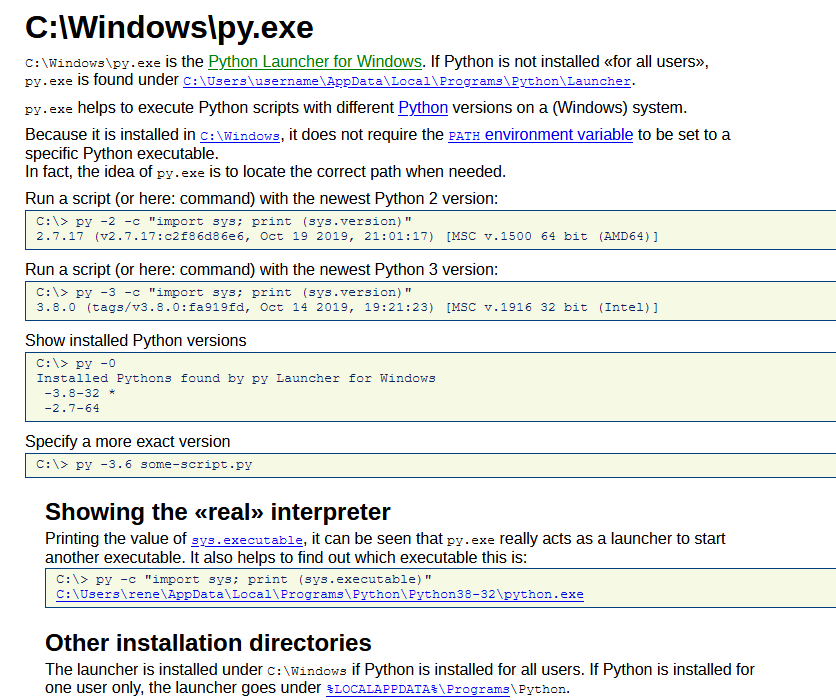 C:\Windows\py.exe
C:\Windows\py.exe is the Python Launcher for Windows. If Python is not installed «for all users»,
py.exe is found under C:\Users\username\AppData\Local\Programs\Python\Launcher.
py.exe helps to execute Python scripts with different Python versions on a (Windows) system.
Because it is installed in C:\Windows, it does not require the PATH environment variable to be set to a
specific Python executable.
In fact, the idea of py.exe is to locate the correct path when needed.
Run a script (or here: command) with the newest Python 2 version:
C:\> py -2 -c "import sys; print (sys.version)"
2.7.17 (v2.7.17:c2f86d86e6, Oct 19 2019, 21:01:17) [MSC v.1500 64 bit (AMD64)]
Run a script (or here: command) with the newest Python 3 version:
C:\> py -3 -c "import sys; print (sys.version)"
3.8.0 (tags/v3.8.0:fa919fd, Oct 14 2019, 19:21:23) [MSC v.1916 32 bit (Intel)]
Show installed Python versions
C:\> py -0
Installed Pythons found by py Launcher for Windows
-3.8-32 *
-2.7-64
Specify a more exact version
C:\> py -3.6 some-script.py
Showing the «real» interpreter
Printing the value of sys.executable, it can be seen that py.exe really acts as a launcher to start
another executable. It also helps to find out which executable this is:
C:\> py -c "import sys; print (sys.executable)"
C:\Users\rene\AppData\Local\Programs\Python\Python38-32\python.exe
Other installation directories
The launcher is installed under C:\Windows if Python is installed for all users. If Python is installed for
one user only, the launcher goes under %LOCALAPPDATA%\Programs\Python.